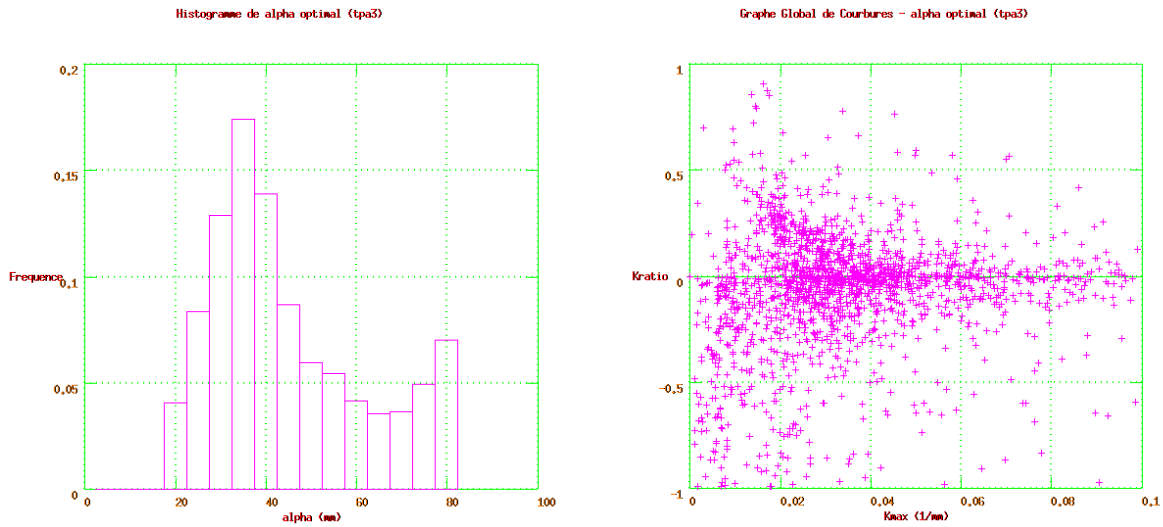 Histogramme de alpha optimal (tpa3)
0.2
0.15
Frequence
0.1
0.05
0
0 20 40 60 80 100
alpha (mm)
Graphe Global de Courbures - alpha optimal (tpa3)
1
0.5
Kratio
0
-0.5
-1
0 0.02 0.04 0.06 0.08 0.1
Kmax (1/mm)